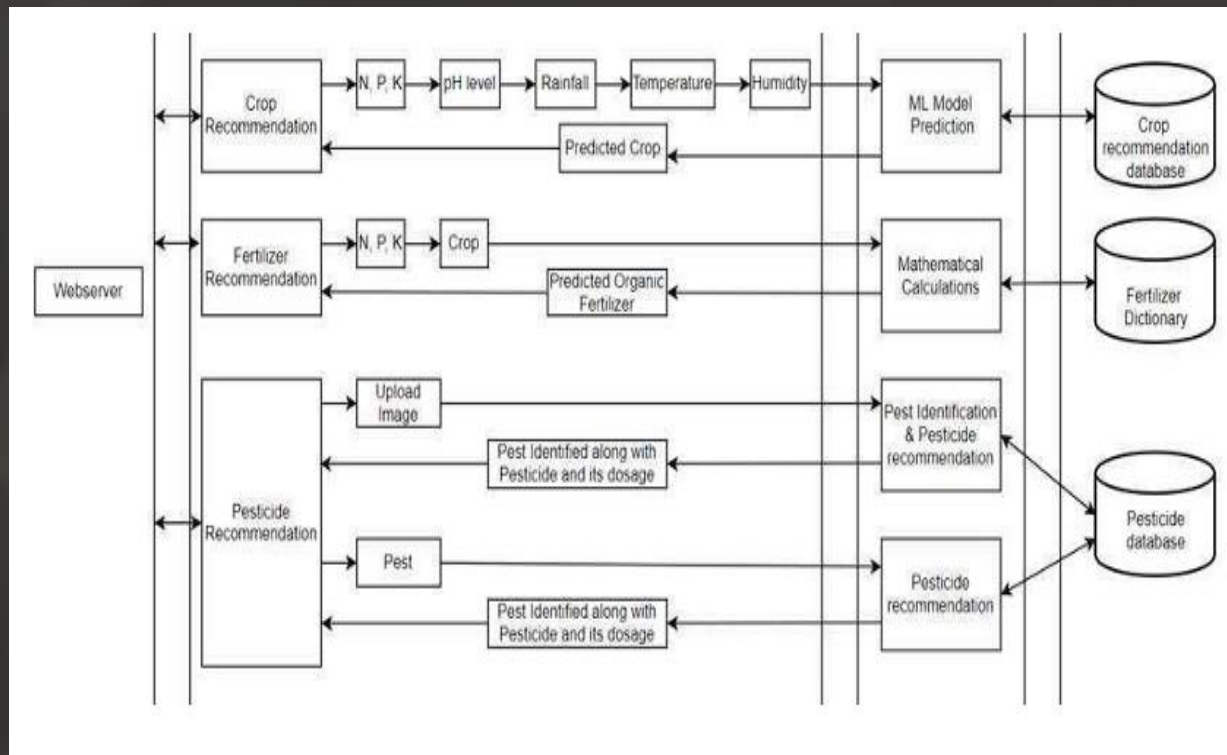 Webserver
Crop
Recommendation
N, P, K
pH level
Rainfall
Temperature
Humidity
Predicted Crop
ML Model
Prediction
Crop
recommendation
database
Fertilizer
Recommendation
N, P, K
Crop
Predicted Organic
Fertilizer
Mathematical
Calculations
Fertilizer
Dictionary
Pesticide
Recommendation
Upload
Image
Pest Identified along with
Pesticide and its dosage
Pest Identification
& Pesticide
recommendation
Pest
Pest Identified along with
Pesticide and its dosage
Pesticide
recommendation
Pesticide
database